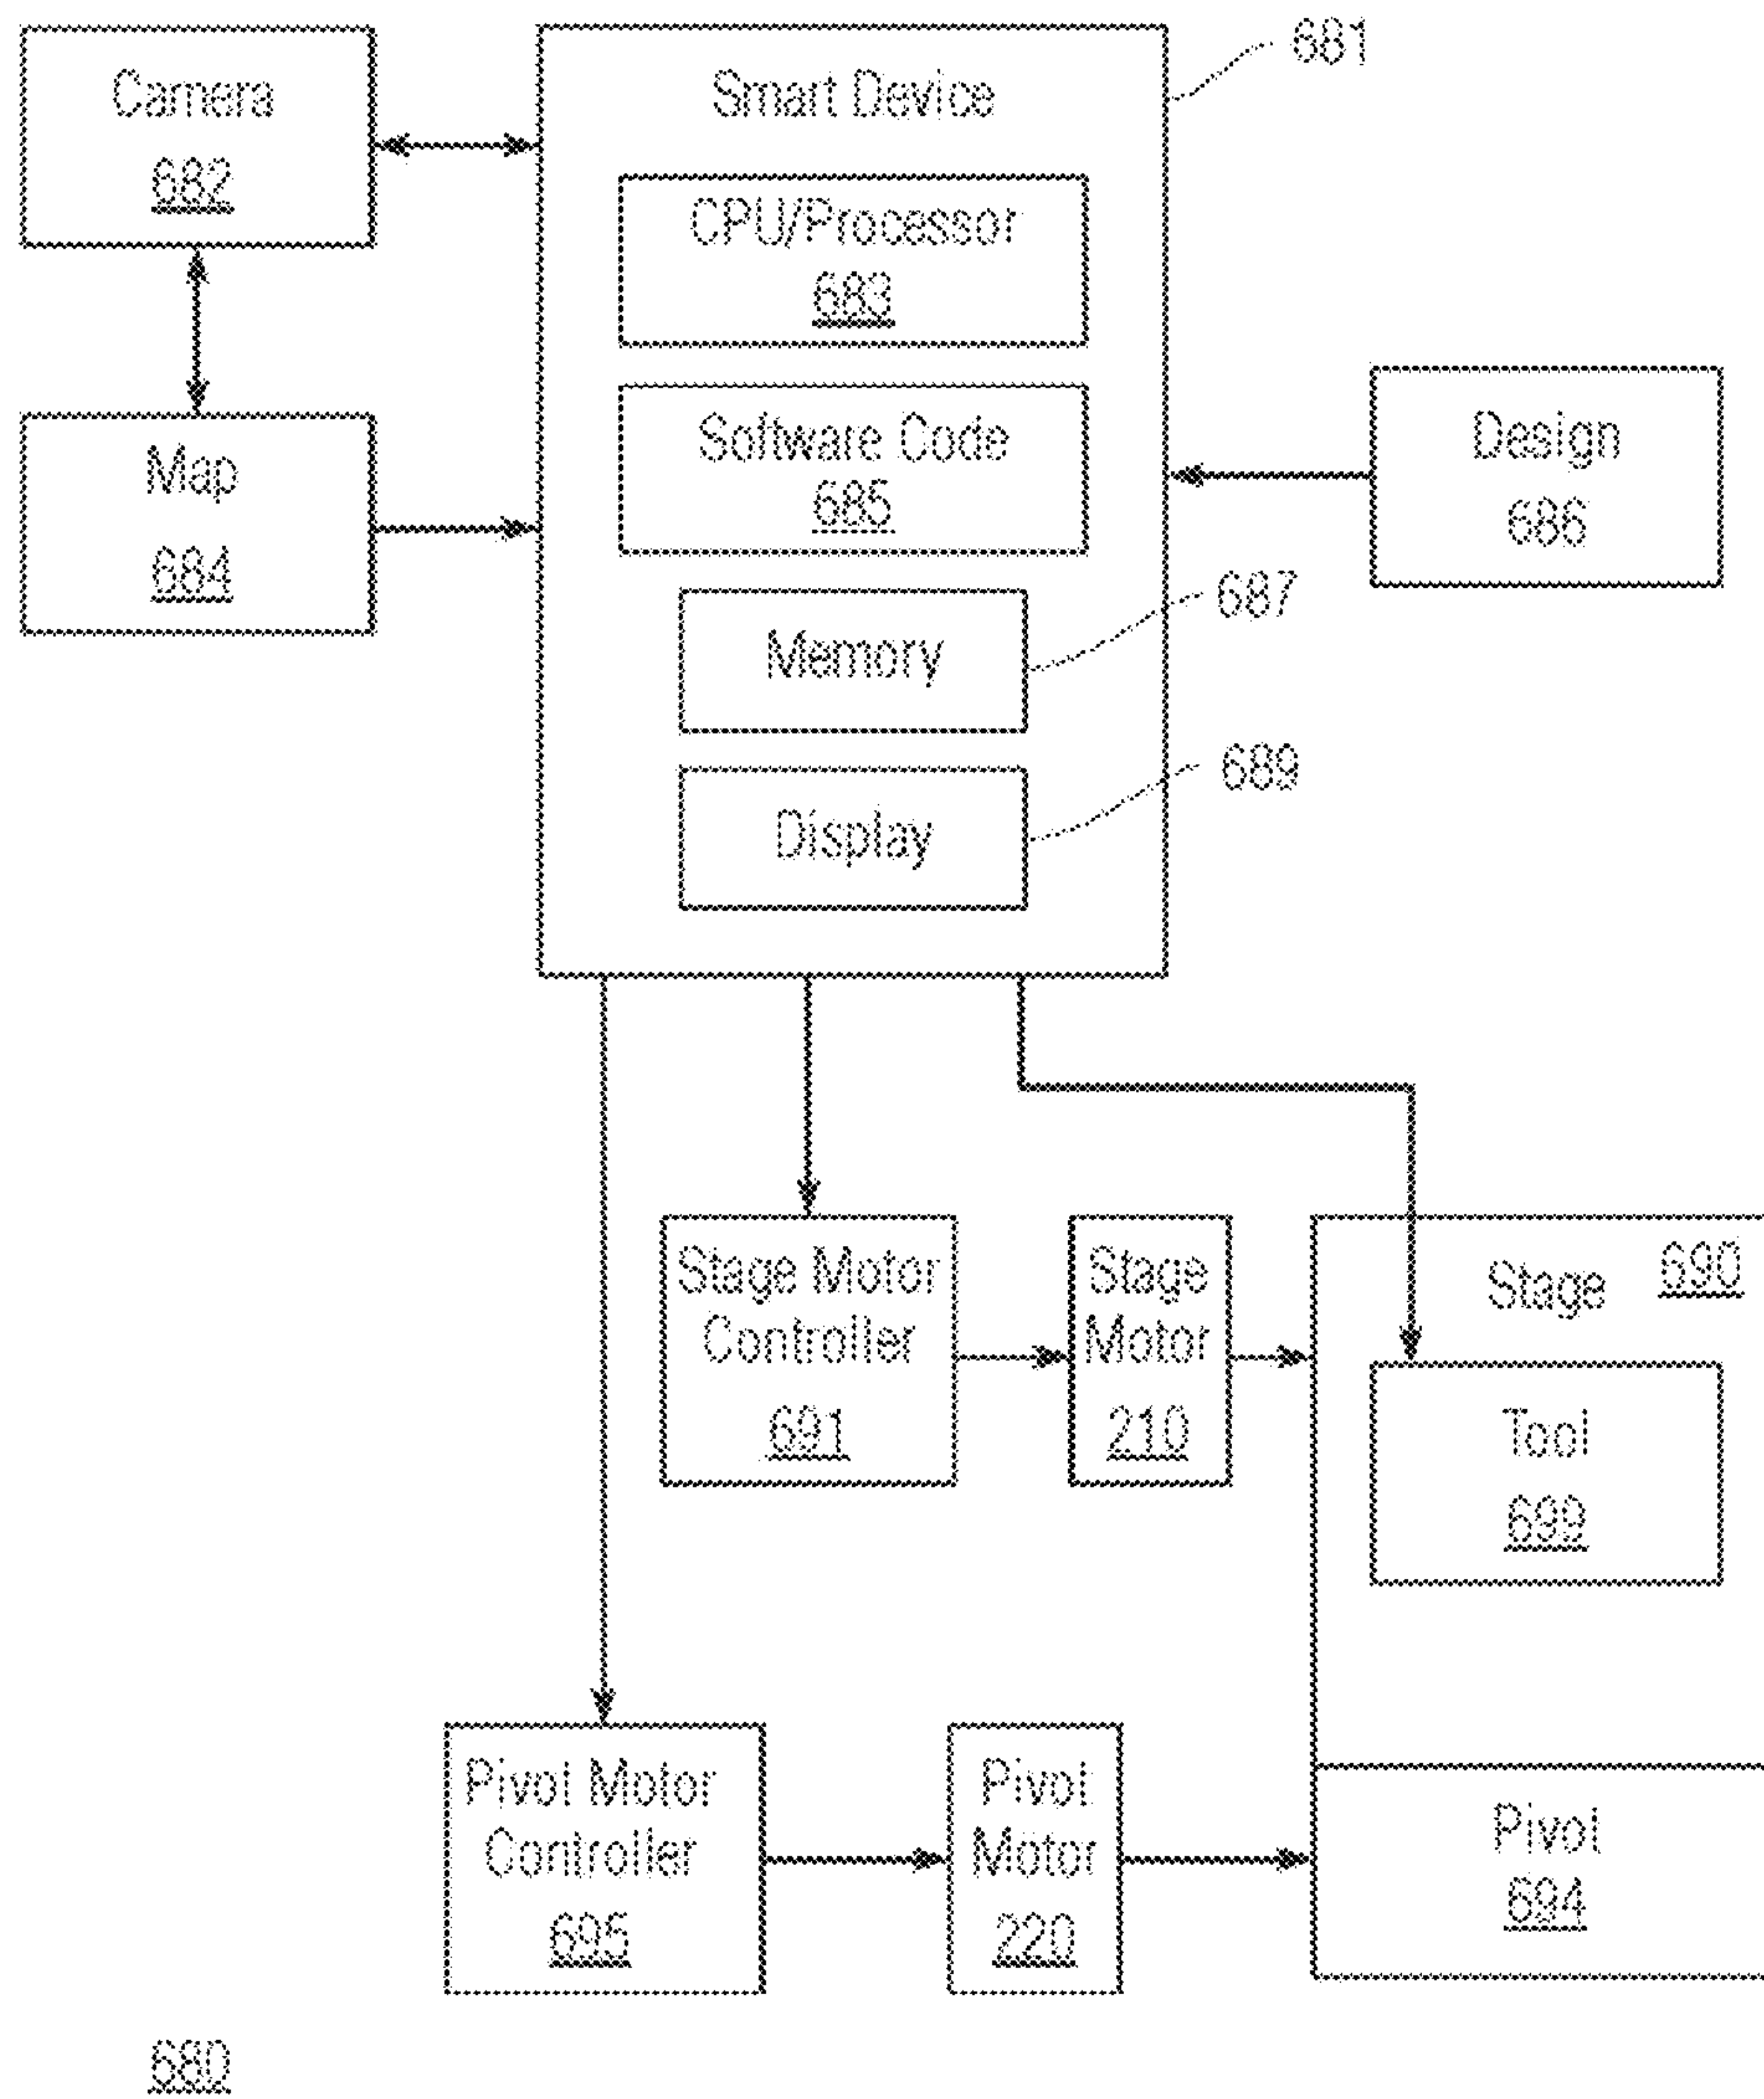 Camera
682
Smart Device
681
CPU/Processor
683
Software Code
685
Map
684
Design
686
Memory
687
Display
689
Stage Motor
Controller
691
Stage
Motor
210
Stage
690
Tool
699
Pivot Motor
Controller
695
Pivot
Motor
220
Pivot
694
680